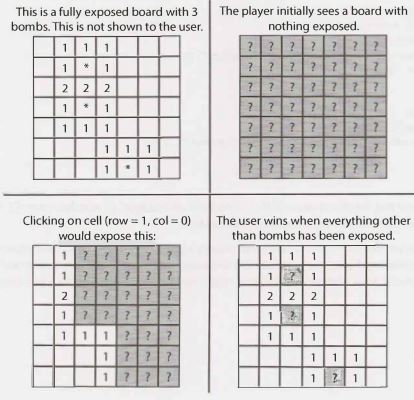 This is a fully exposed board with 3
bombs. This is not shown to the user.
1 1 1
1 * 1
2 2 2
1 * 1
1 1 1
1 1 1
1 * 1
The player initially sees a board with
nothing exposed.
? ? ? ? ? ? ?
? ? ? ? ? ? ?
? ? ? ? ? ? ?
? ? ? ? ? ? ?
? ? ? ? ? ? ?
? ? ? ? ? ? ?
? ? ? ? ? ? ?
Clicking on cell (row = 1, col = 0)
would expose this:
1 ? ? ? ? ?
1 ? ? ? ? ?
2 ? ? ? ? ?
1 ? ? ? ? ?
1 1 1 ? ? ?
1 ? ? ?
1 ? ? ?
The user wins when everything other
than bombs has been exposed.
1 1 1
1 ? 1
2 2 2
1 ? 1
1 1 1
1 1 1
1 ? 1